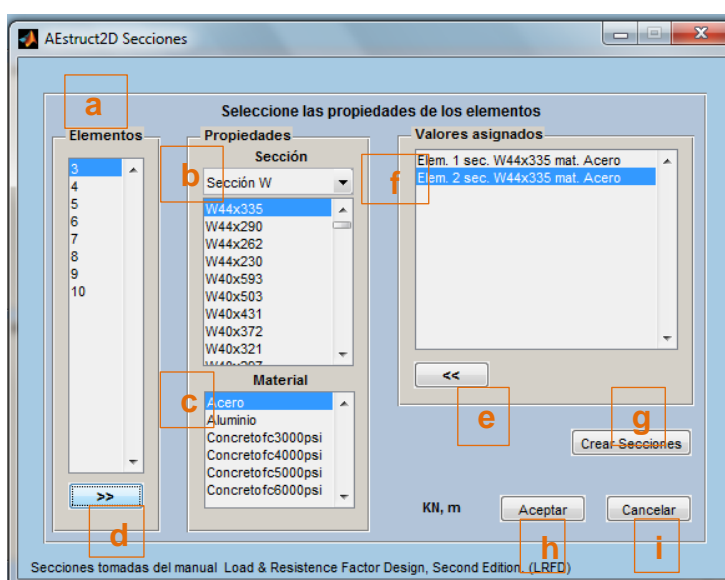 AEstruct2D Secciones
a
Seleccione las propiedades de los elementos
Elementos
3
4
5
6
7
8
9
10
>>
d
Propiedades
Sección
b
Sección W
W44x335
W44x290
W44x262
W44x230
W40x593
W40x503
W40x431
W40x372
W40x321
W40x297
Material
c
Acero
Aluminio
Concretofc3000psi
Concretofc4000psi
Concretofc5000psi
Concretofc6000psi
Valores asignados
f
Elem. 1 sec. W44x335 mat. Acero
Elem. 2 sec. W44x335 mat. Acero
<<
e
g
Crear Secciones
KN, m
Aceptar
Cancelar
h
i
Secciones tomadas del manual Load & Resistence Factor Design, Second Edition. (LRFD)